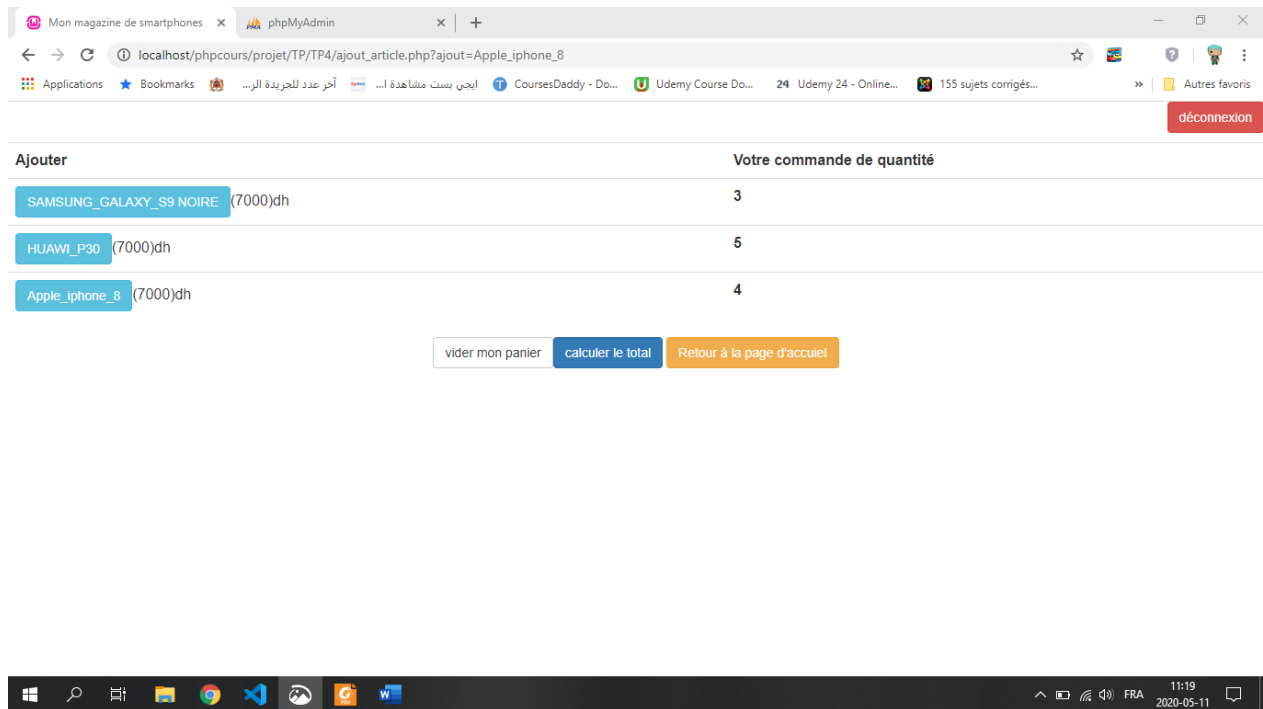 Mon magazine de smartphones
phpMyAdmin
localhost/phpcours/projet/TP/TP4/ajout_article.php?ajout=Apple_iphone_8
Applications
Bookmarks
آخر عدد للجريدة الر...
ايجي بست مشاهدة ا...
CoursesDaddy - Do...
Udemy Course Do...
24 Udemy 24 - Online...
155 sujets corrigés...
»
Autres favoris
déconnexion
Ajouter
Votre commande de quantité
SAMSUNG_GALAXY_S9 NOIRE (7000)dh
3
HUAWI_P30 (7000)dh
5
Apple_iphone_8 (7000)dh
4
vider mon panier
calculer le total
Retour à la page d'accuiel
FRA
11:19
2020-05-11